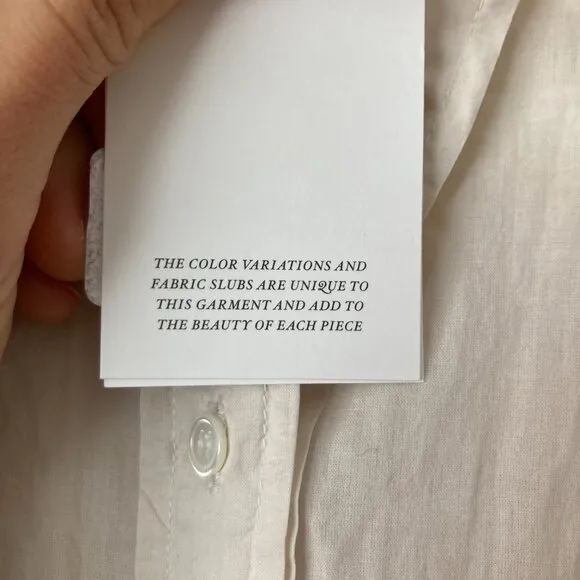 THE COLOR VARIATIONS AND
FABRIC SLUBS ARE UNIQUE TO
THIS GARMENT AND ADD TO
THE BEAUTY OF EACH PIECE